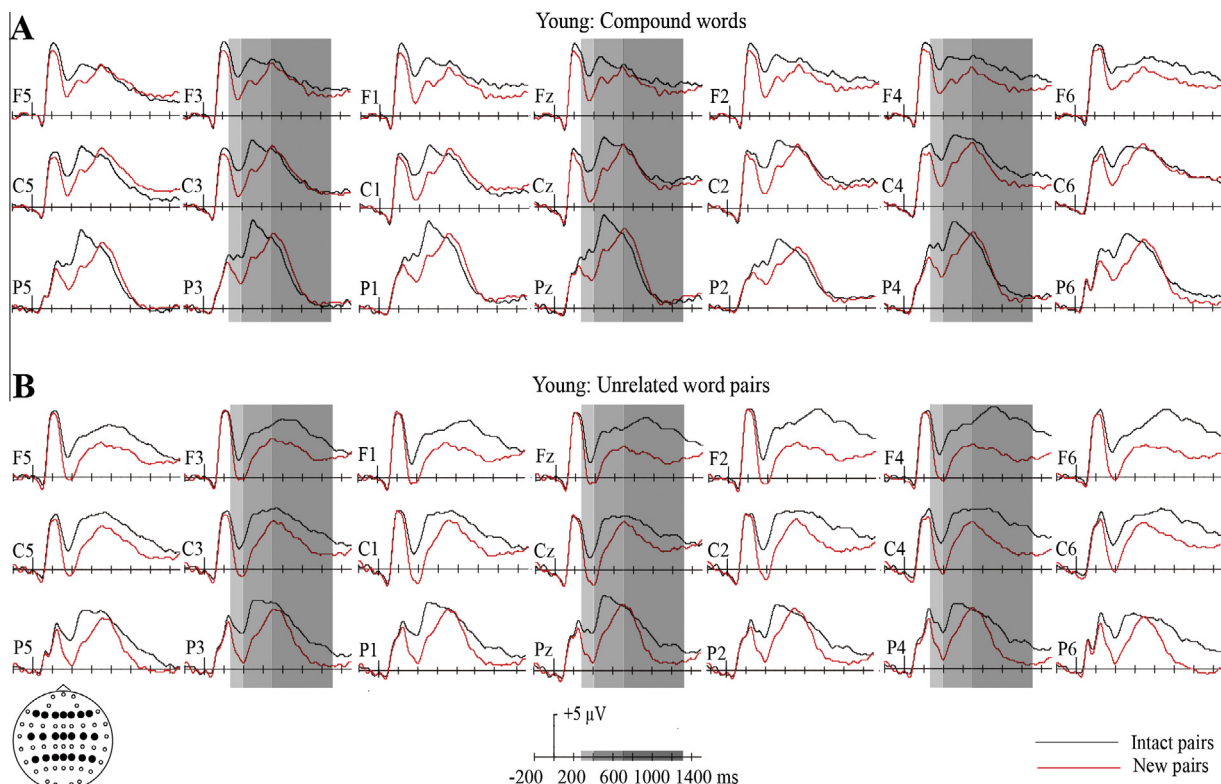 A
Young: Compound words
F5 F3 F1 Fz F2 F4 F6
C5 C3 C1 Cz C2 C4 C6
P5 P3 P1 Pz P2 P4 P6
B
Young: Unrelated word pairs
F5 F3 F1 Fz F2 F4 F6
C5 C3 C1 Cz C2 C4 C6
P5 P3 P1 Pz P2 P4 P6
+5 µV
-200 200 600 1000 1400 ms
Intact pairs
New pairs